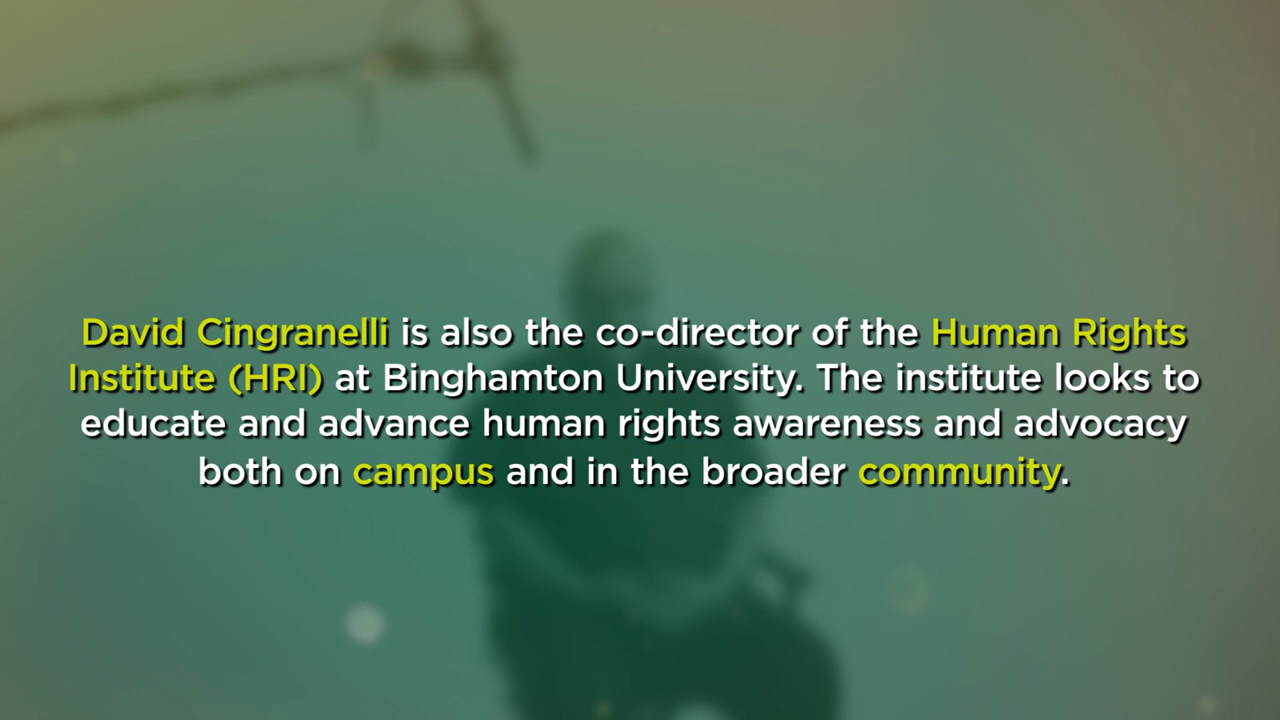 David Cingranelli is also the co-director of the Human Rights
Institute (HRI) at Binghamton University. The institute looks to
educate and advance human rights awareness and advocacy
both on campus and in the broader community.